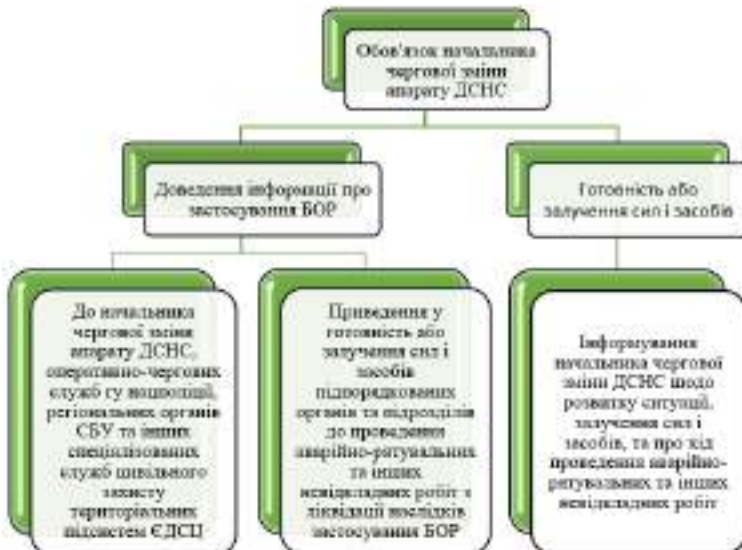 Обов'язок начальника
чергової зміни
апарату ДСНС
Доведення інформації про
застосування БОР
Готовність або
залучення сил і засобів
До начальника
чергової зміни
апарату ДСНС,
оперативно-чергових
служб гу нацполіції,
регіональних органів
СБУ та інших
спеціалізованих
служб цивільного
захисту
територіальних
підсистем ЄДСЦ
Приведення у
готовність або
залучення сил і
засобів
підпорядкованих
органів та підрозділів
до проведення
аварійно-рятувальних
та інших
невідкладних робіт з
ліквідації наслідків
застосування БОР
Інформування
начальника чергової
зміни ДСНС щодо
розвитку ситуації,
залучення сил і
засобів, та про хід
проведення аварійно-
рятувальних та інших
невідкладних робіт